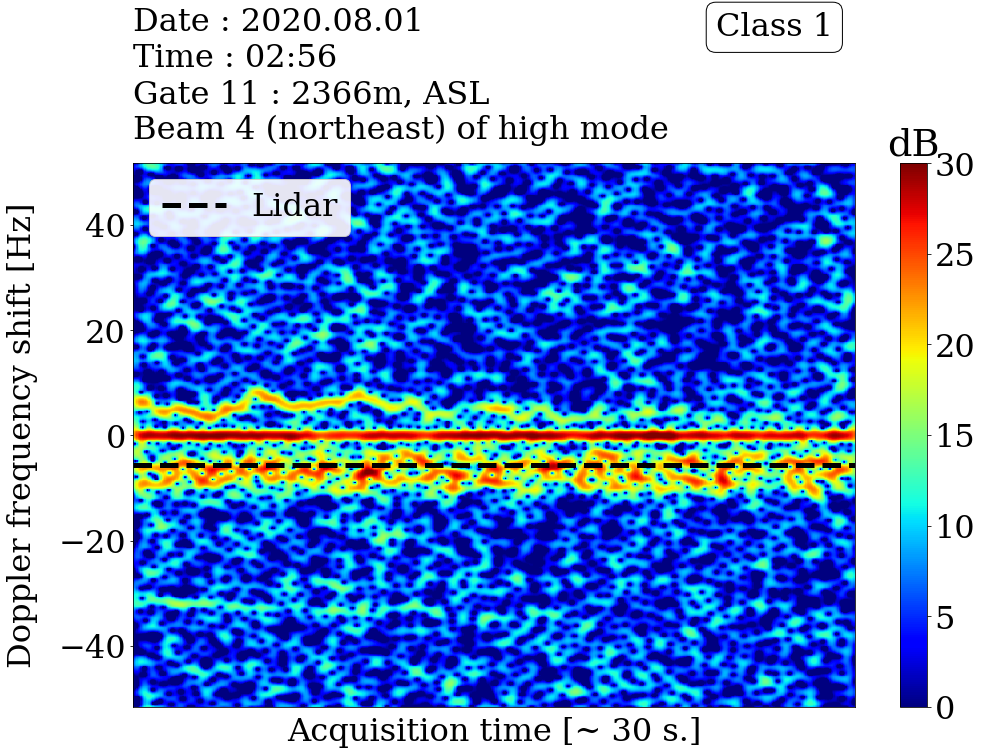 Date : 2020.08.01
Time : 02:56
Gate 11 : 2366m, ASL
Beam 4 (northeast) of high mode
Class 1
dB
Lidar
Doppler frequency shift [Hz]
40
20
0
−20
−40
30
25
20
15
10
5
0
Acquisition time [~ 30 s.]